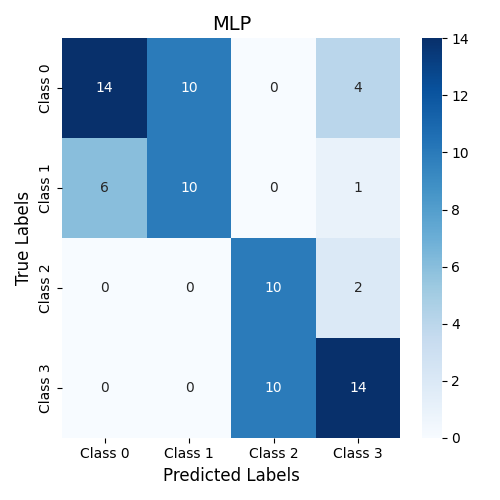 MLP
True Labels
Class 0
14 10 0 4
Class 1
6 10 0 1
Class 2
0 0 10 2
Class 3
0 0 10 14
Class 0 Class 1 Class 2 Class 3
Predicted Labels
14
12
10
8
6
4
2
0